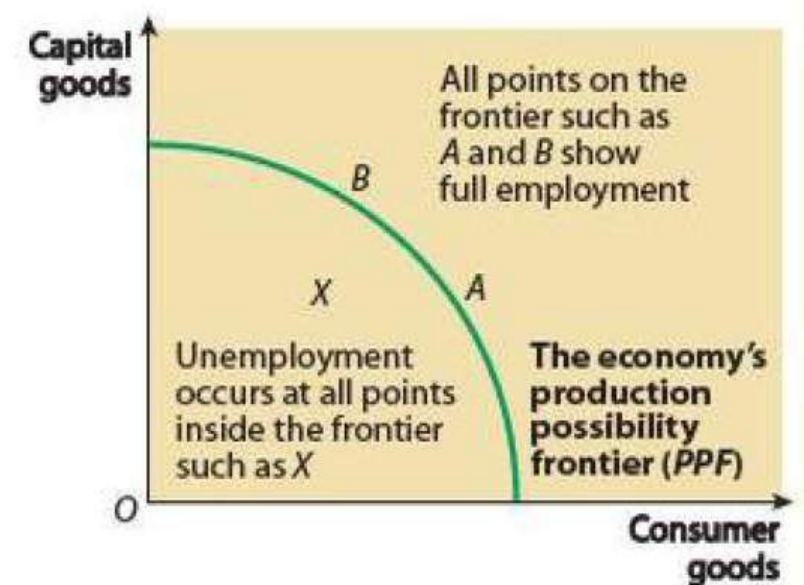 Capital
goods
All points on the
frontier such as
A and B show
full employment
B
X
A
Unemployment
occurs at all points
inside the frontier
such as X
The economy's
production
possibility
frontier (PPF)
O
Consumer
goods